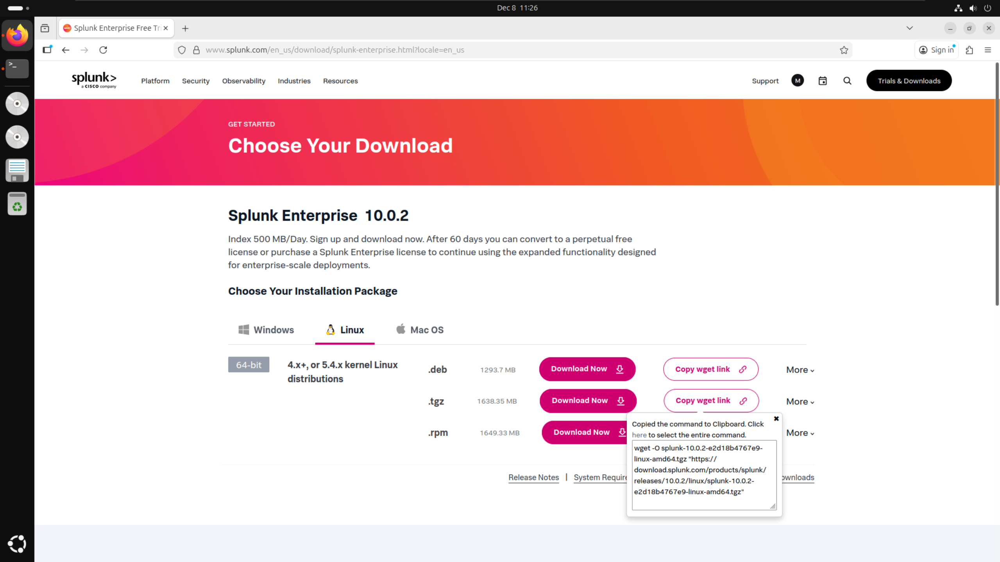 Dec 8 11:26
Splunk Enterprise Free Tri
www.splunk.com/en_us/download/splunk-enterprise.html?locale=en_us
Sign in
splunk>
a CISCO company
Platform
Security
Observability
Industries
Resources
Support
M
Trials & Downloads
GET STARTED
Choose Your Download
Splunk Enterprise 10.0.2
Index 500 MB/Day. Sign up and download now. After 60 days you can convert to a perpetual free
license or purchase a Splunk Enterprise license to continue using the expanded functionality designed
for enterprise-scale deployments.
Choose Your Installation Package
Windows
Linux
Mac OS
64-bit
4.x+, or 5.4.x kernel Linux
distributions
.deb
1293.7 MB
Download Now
Copy wget link
More
.tgz
1638.35 MB
Download Now
Copy wget link
More
.rpm
1649.33 MB
Download Now
More
Copied the command to Clipboard. Click
here to select the entire command.
wget -O splunk-10.0.2-e2d18b4767e9-
linux-amd64.tgz "https://
download.splunk.com/products/splunk/
releases/10.0.2/linux/splunk-10.0.2-
e2d18b4767e9-linux-amd64.tgz"
Release Notes | System Require
ownloads